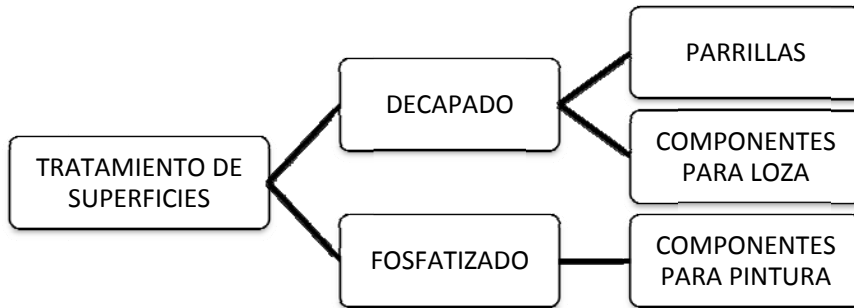 TRATAMIENTO DE
SUPERFICIES
DECAPADO
PARRILLAS
COMPONENTES
PARA LOZA
FOSFATIZADO
COMPONENTES
PARA PINTURA